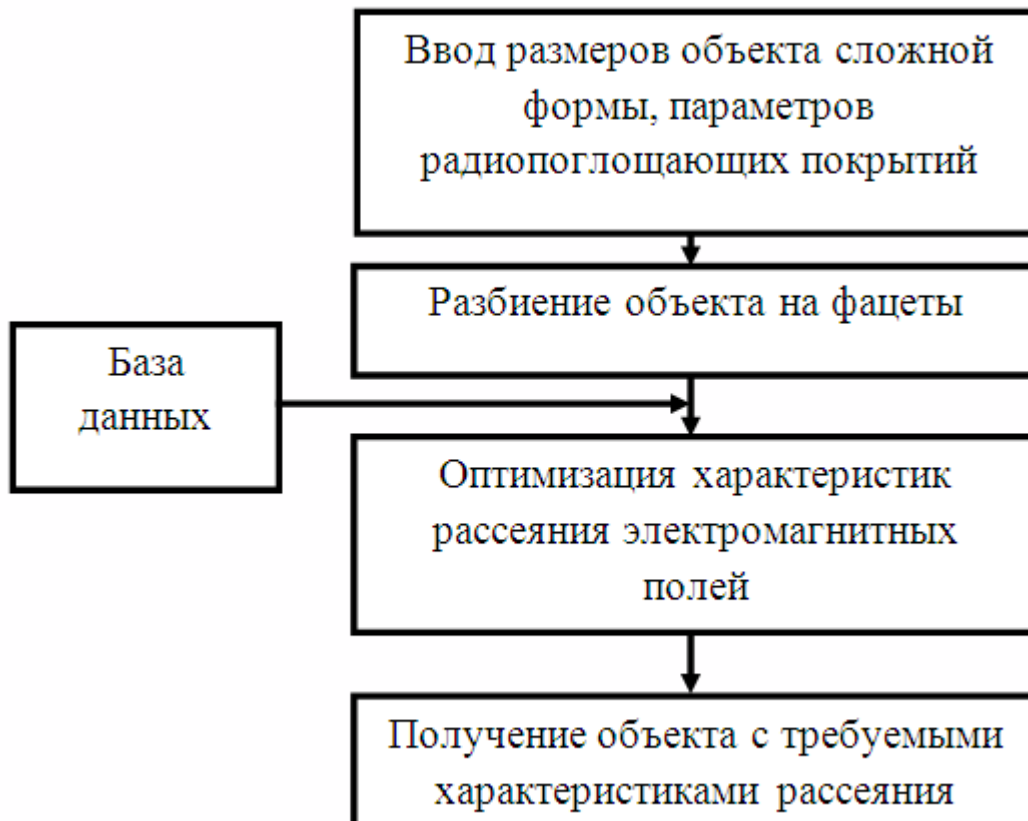 Ввод размеров объекта сложной
формы, параметров
радиопоглощающих покрытий
Разбиение объекта на фацеты
База
данных
Оптимизация характеристик
рассеяния электромагнитных
полей
Получение объекта с требуемыми
характеристиками рассеяния